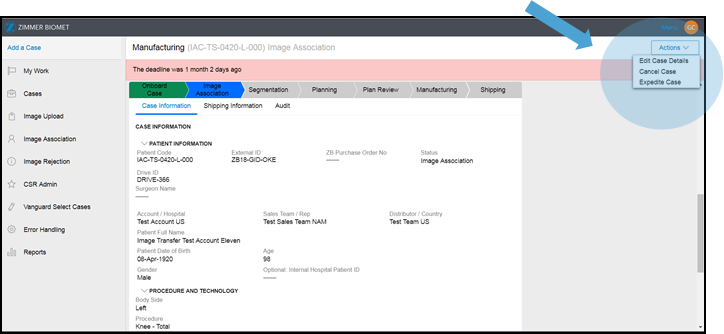 ZIMMER BIOMET
Menu GC
Add a Case
Manufacturing (IAC-TS-0420-L-000) Image Association
Actions
The deadline was 1 month 2 days ago
Edit Case Details
Cancel Case
Expedite Case
My Work
Cases
Image Upload
Image Association
Image Rejection
CSR Admin
Vanguard Select Cases
Error Handling
Reports
Onboard Case
Image Association
Segmentation
Planning
Plan Review
Manufacturing
Shipping
Case Information Shipping Information Audit
CASE INFORMATION
PATIENT INFORMATION
Patient Code External ID ZB Purchase Order No Status
IAC-TS-0420-L-000 ZB18-GID-OKE ------ Image Association
Drive ID
DRIVE-366
Surgeon Name
------
Account / Hospital Sales Team / Rep Distributor / Country
Test Account US Test Sales Team NAM Test Team US
Patient Full Name
Image Transfer Test Account Eleven
Patient Date of Birth Age
08-Apr-1920 98
Gender Optional: Internal Hospital Patient ID
Male ------
PROCEDURE AND TECHNOLOGY
Body Side
Left
Procedure
Knee - Total